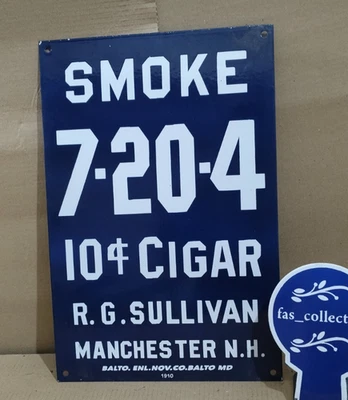 SMOKE
7-20-4
10¢ CIGAR
R.G.SULLIVAN
MANCHESTER N.H.
BALTO. ENL.NOV.CO.BALTO MD
1910
fas_collect